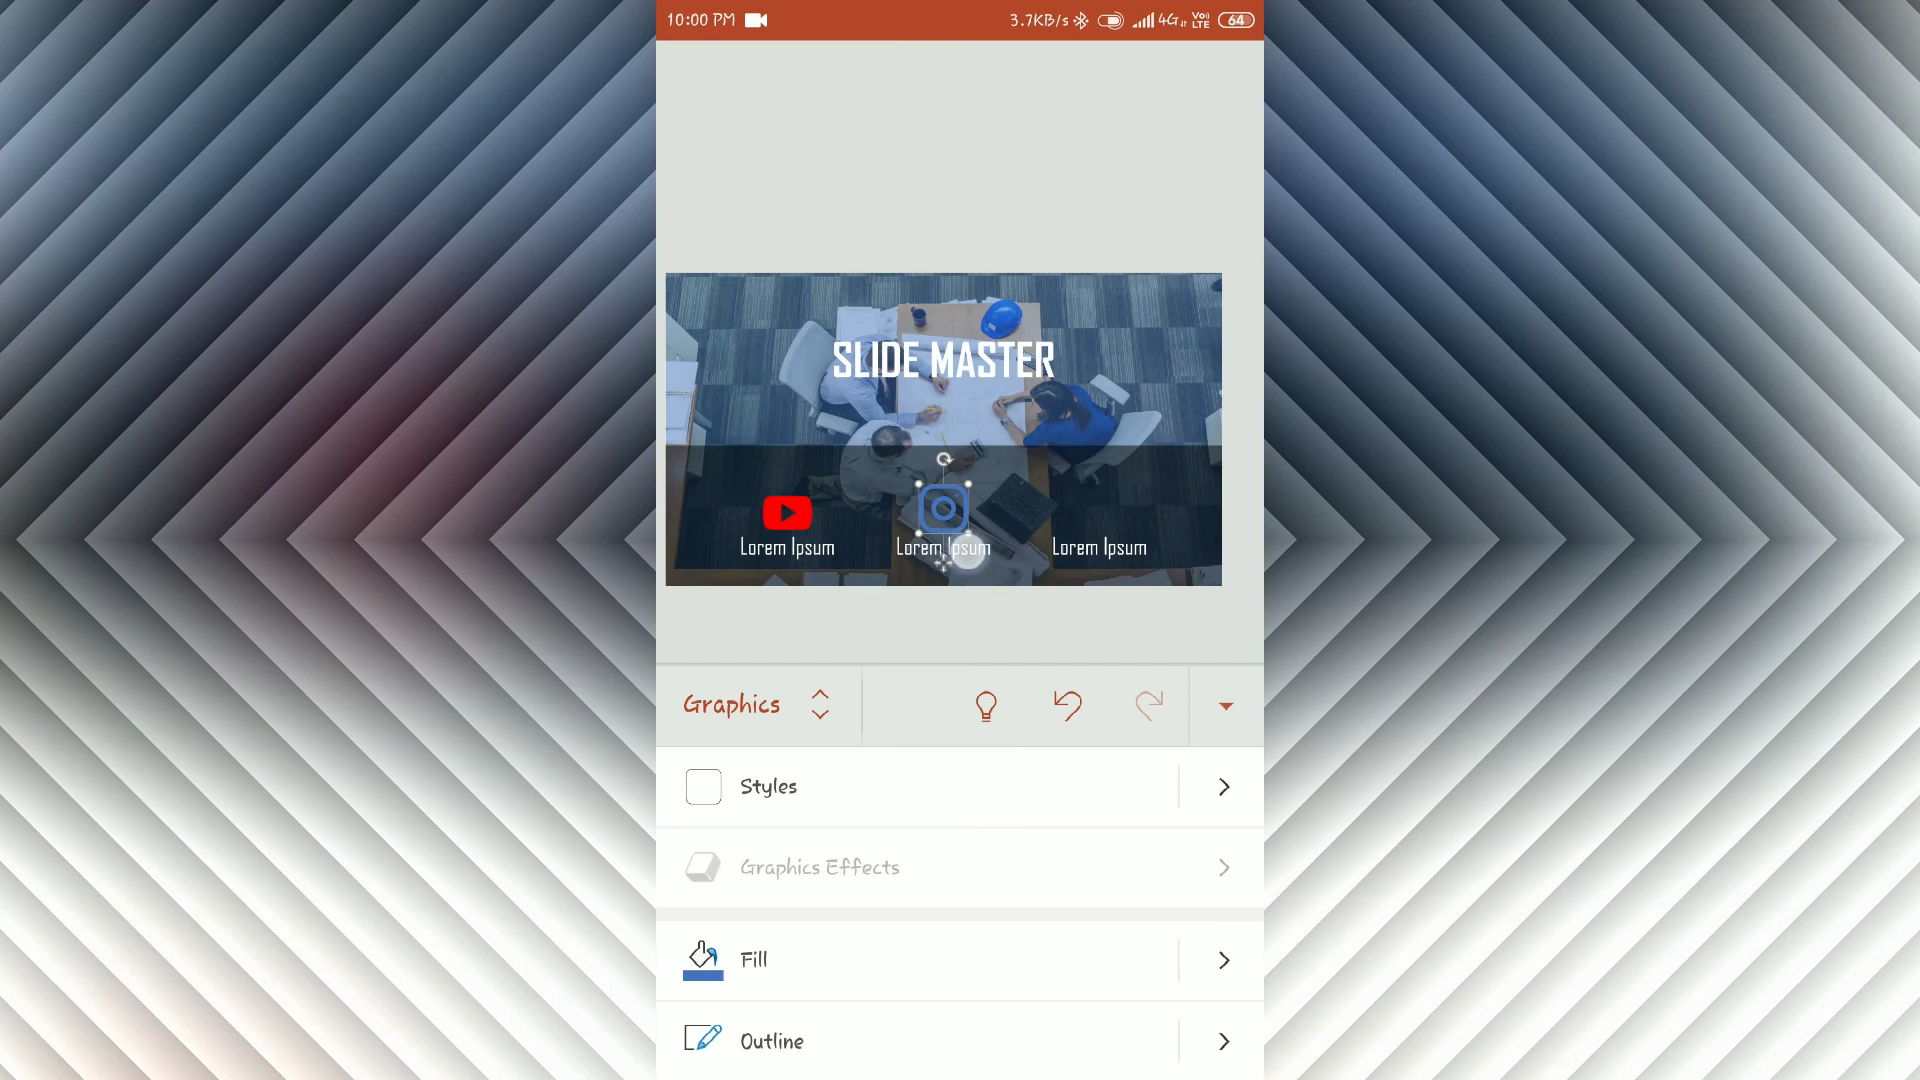 10:00 PM
3.7KB/s 4G Vo) LTE 64
SLIDE MASTER
Lorem Ipsum Lorem Ipsum Lorem Ipsum
Graphics
Styles
Graphics Effects
Fill
Outline